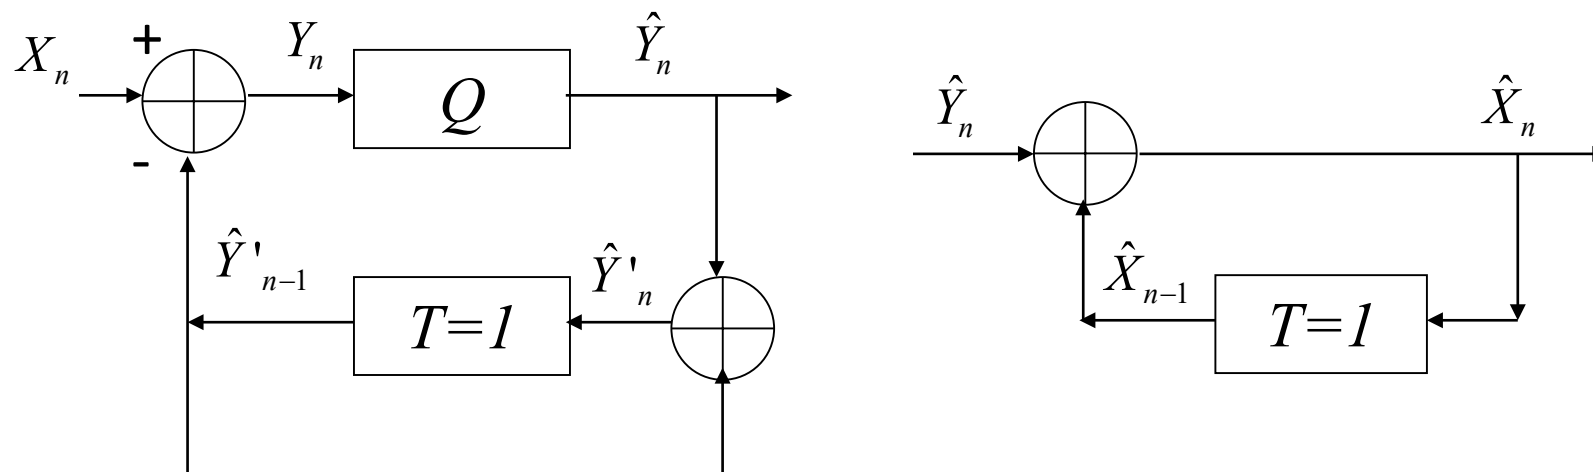 +
X_n Y_n Q Ŷ_n
-
Ŷ'_{n–1} T=1 Ŷ'_n
Ŷ_n X̂_n
X̂_{n–1} T=1